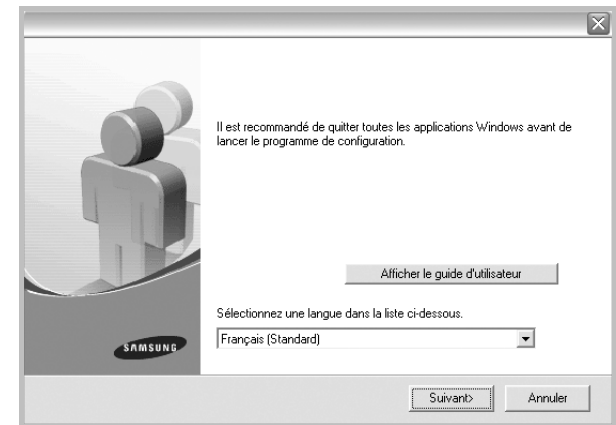 Il est recommandé de quitter toutes les applications Windows avant de
lancer le programme de configuration.
Afficher le guide d'utilisateur
Sélectionnez une langue dans la liste ci-dessous.
Français (Standard)
SAMSUNG
Suivant>
Annuler